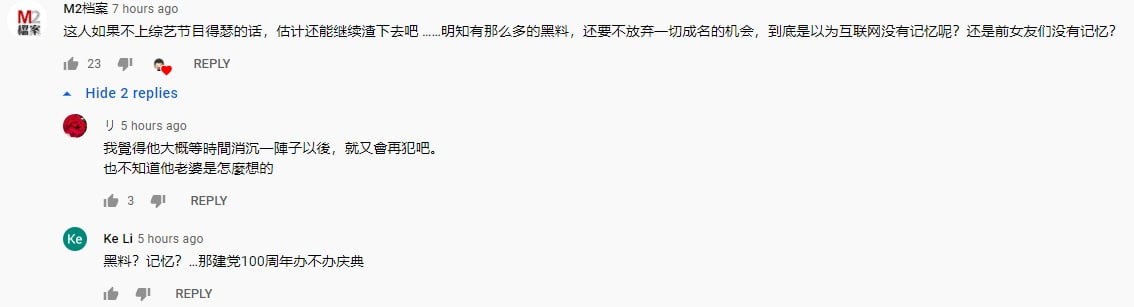 M2檔案
M2档案 7 hours ago
这人如果不上综艺节目得瑟的话，估计还能继续渣下去吧 ......明知有那么多的黑料，还要不放弃一切成名的机会，到底是以为互联网没有记忆呢？还是前女友们没有记忆？
23 REPLY
Hide 2 replies
リ 5 hours ago
我覺得他大概等時間消沉一陣子以後，就又會再犯吧。
也不知道他老婆是怎麼想的
3 REPLY
Ke Ke Li 5 hours ago
黑料？记忆？...那建党100周年办不办庆典
REPLY